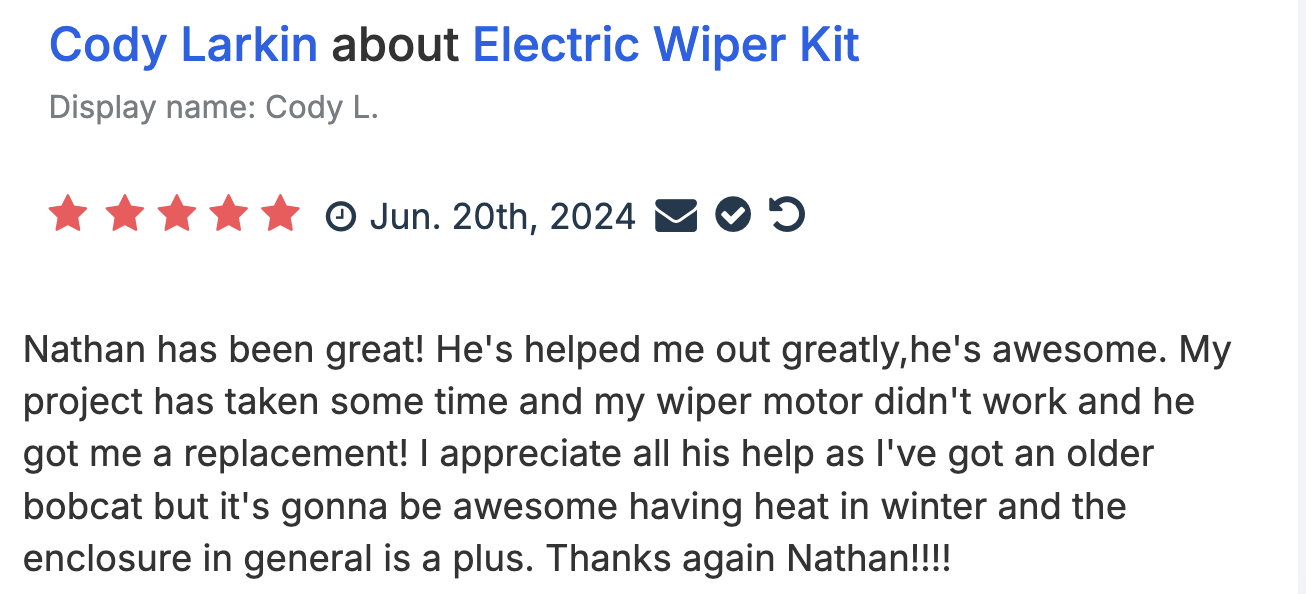 Cody Larkin about Electric Wiper Kit
Display name: Cody L.
Jun. 20th, 2024
Nathan has been great! He's helped me out greatly,he's awesome. My
project has taken some time and my wiper motor didn't work and he
got me a replacement! I appreciate all his help as I've got an older
bobcat but it's gonna be awesome having heat in winter and the
enclosure in general is a plus. Thanks again Nathan!!!!